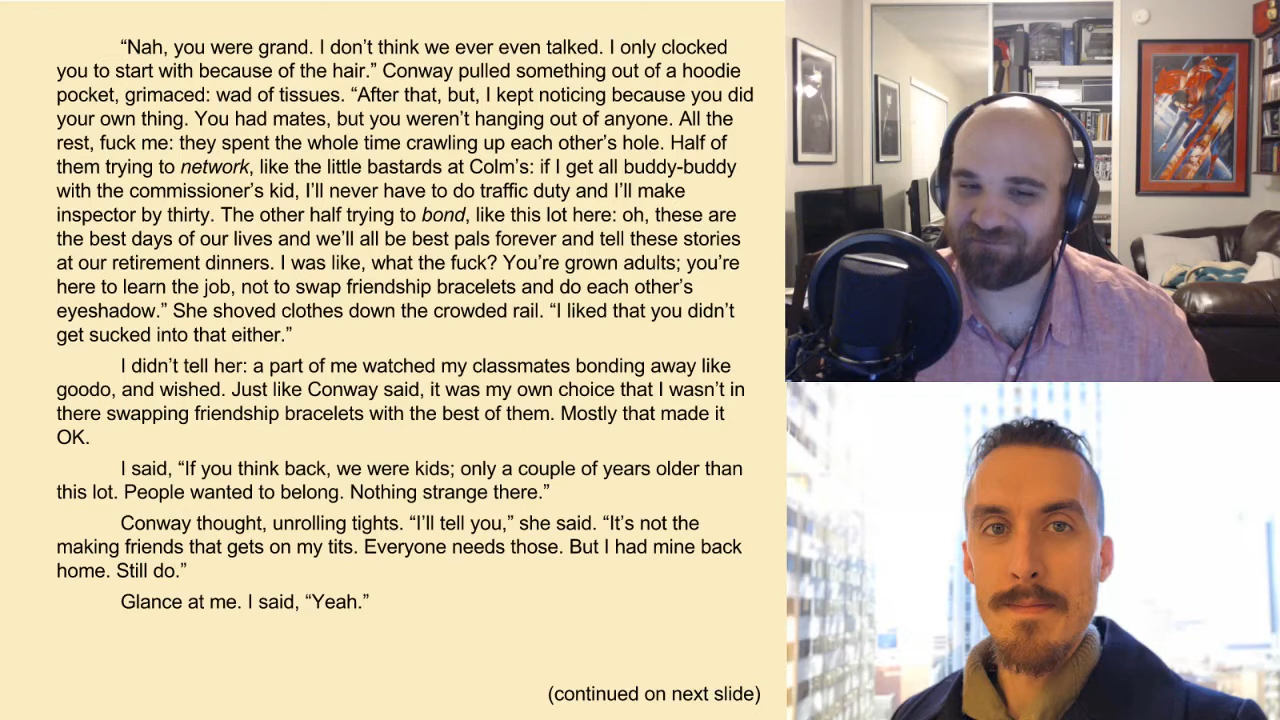 “Nah, you were grand. I don’t think we ever even talked. I only clocked
you to start with because of the hair.” Conway pulled something out of a hoodie
pocket, grimaced: wad of tissues. “After that, but, I kept noticing because you did
your own thing. You had mates, but you weren’t hanging out of anyone. All the
rest, fuck me: they spent the whole time crawling up each other’s hole. Half of
them trying to network, like the little bastards at Colm’s: if I get all buddy-buddy
with the commissioner’s kid, I’ll never have to do traffic duty and I’ll make
inspector by thirty. The other half trying to bond, like this lot here: oh, these are
the best days of our lives and we’ll all be best pals forever and tell these stories
at our retirement dinners. I was like, what the fuck? You’re grown adults; you’re
here to learn the job, not to swap friendship bracelets and do each other’s
eyeshadow.” She shoved clothes down the crowded rail. “I liked that you didn’t
get sucked into that either.”
I didn’t tell her: a part of me watched my classmates bonding away like
goodo, and wished. Just like Conway said, it was my own choice that I wasn’t in
there swapping friendship bracelets with the best of them. Mostly that made it
OK.
I said, “If you think back, we were kids; only a couple of years older than
this lot. People wanted to belong. Nothing strange there.”
Conway thought, unrolling tights. “I’ll tell you,” she said. “It’s not the
making friends that gets on my tits. Everyone needs those. But I had mine back
home. Still do.”
Glance at me. I said, “Yeah.”
(continued on next slide)